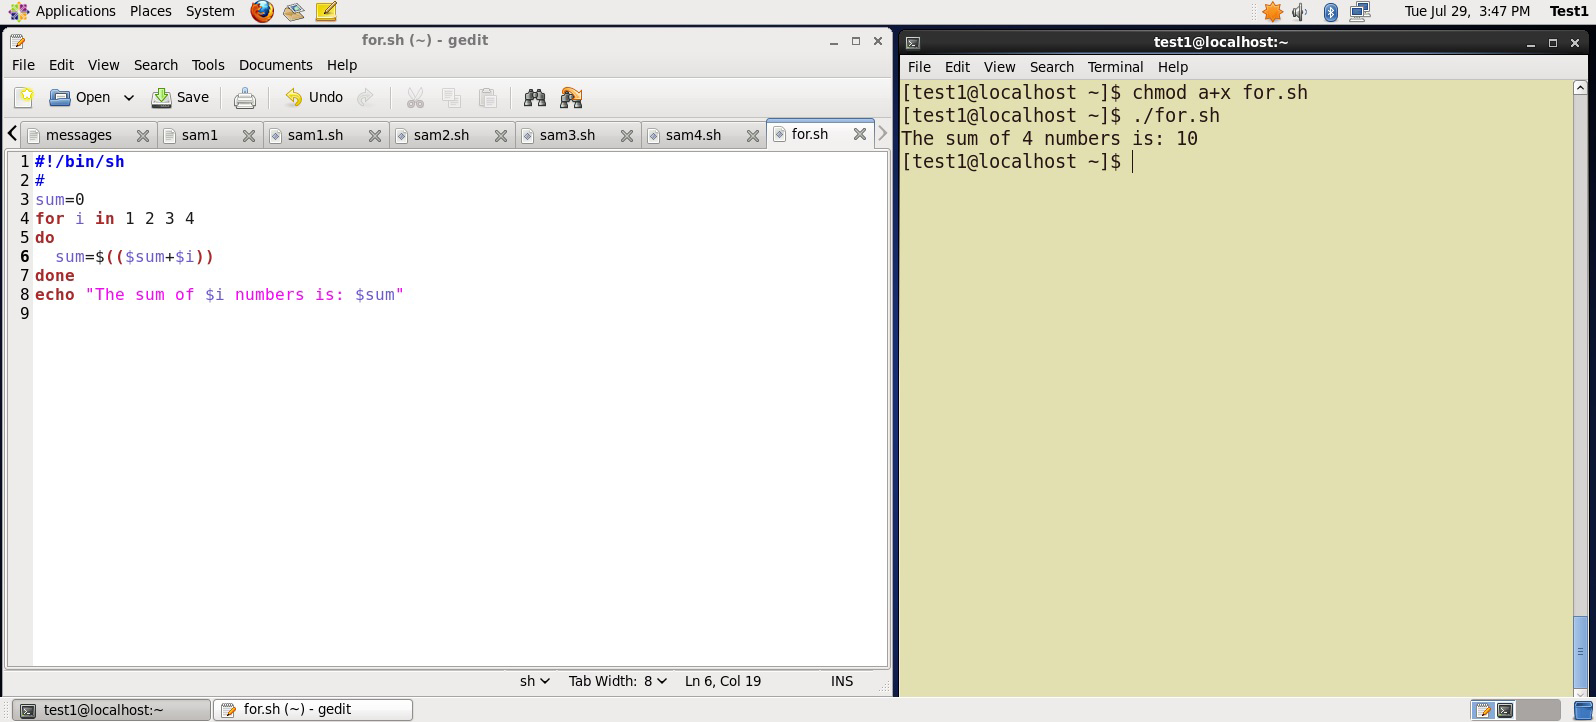 Applications Places System Tue Jul 29, 3:47 PM Test1
for.sh (~) - gedit
File Edit View Search Tools Documents Help
Open Save Undo
messages sam1 sam1.sh sam2.sh sam3.sh sam4.sh for.sh
1 #!/bin/sh
2 #
3 sum=0
4 for i in 1 2 3 4
5 do
6   sum=$(($sum+$i))
7 done
8 echo "The sum of $i numbers is: $sum"
9
sh Tab Width: 8 Ln 6, Col 19 INS
test1@localhost:~
File Edit View Search Terminal Help
[test1@localhost ~]$ chmod a+x for.sh
[test1@localhost ~]$ ./for.sh
The sum of 4 numbers is: 10
[test1@localhost ~]$
test1@localhost:~ for.sh (~) - gedit